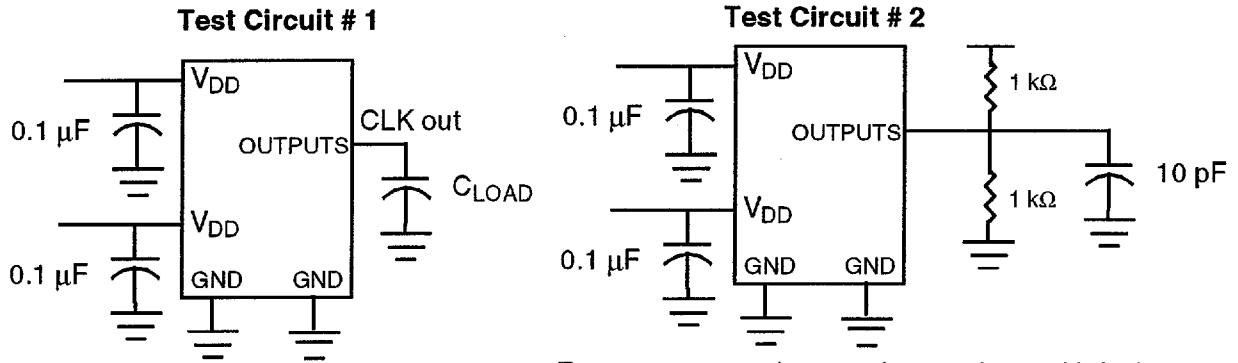 Test Circuit # 1
V_DD
0.1 µF
CLK out
OUTPUTS
C_LOAD
V_DD
0.1 µF
GND GND
Test Circuit # 2
V_DD
1 kΩ
0.1 µF
OUTPUTS
10 pF
1 kΩ
V_DD
0.1 µF
GND GND